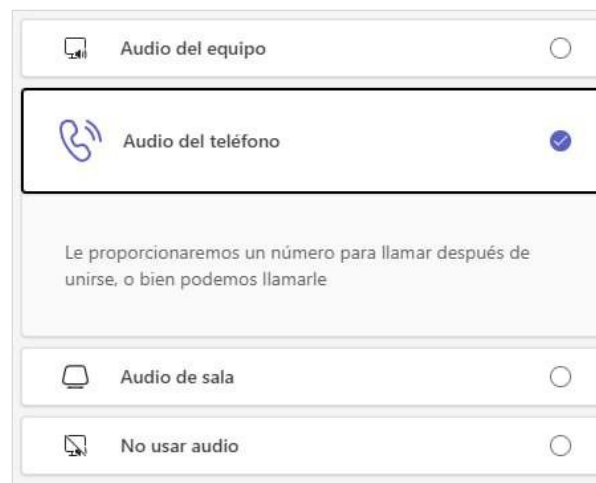 Audio del equipo
Audio del teléfono
Le proporcionaremos un número para llamar después de
unirse, o bien podemos llamarle
Audio de sala
No usar audio